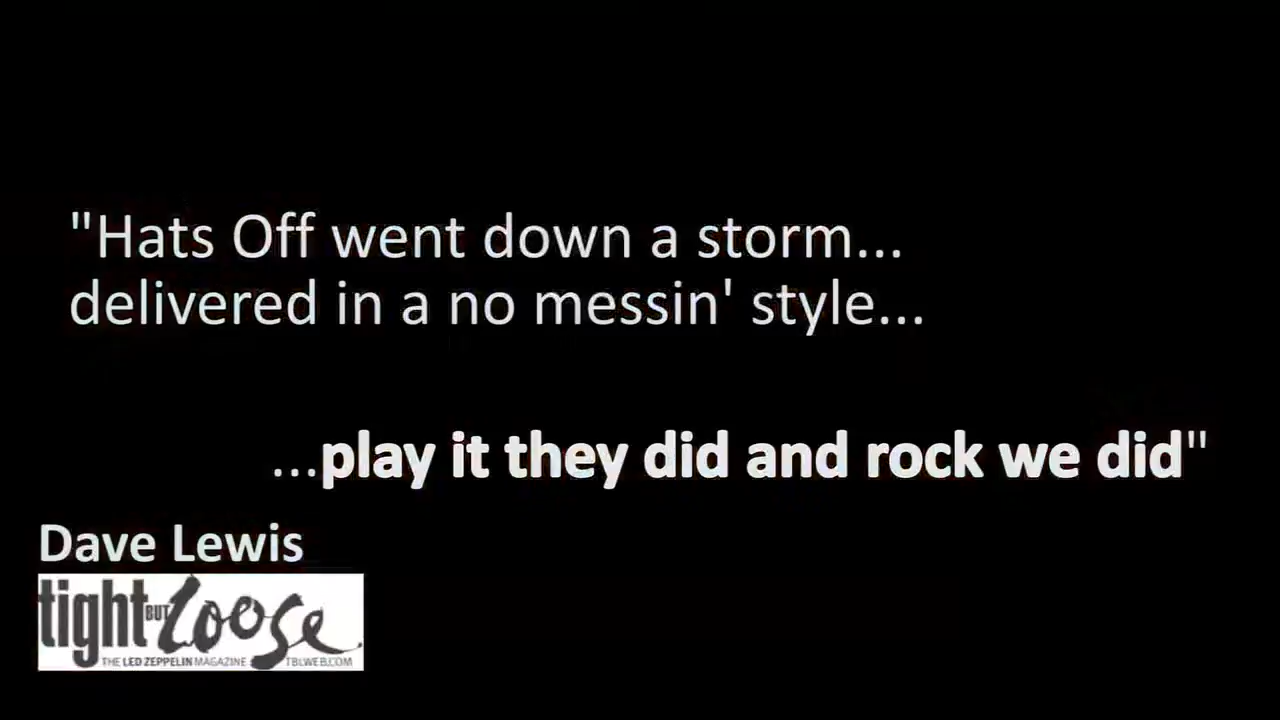 "Hats Off went down a storm...
delivered in a no messin' style...
...play it they did and rock we did"
Dave Lewis
tight BUT Loose
THE LED ZEPPELIN MAGAZINE TBLWEB.COM